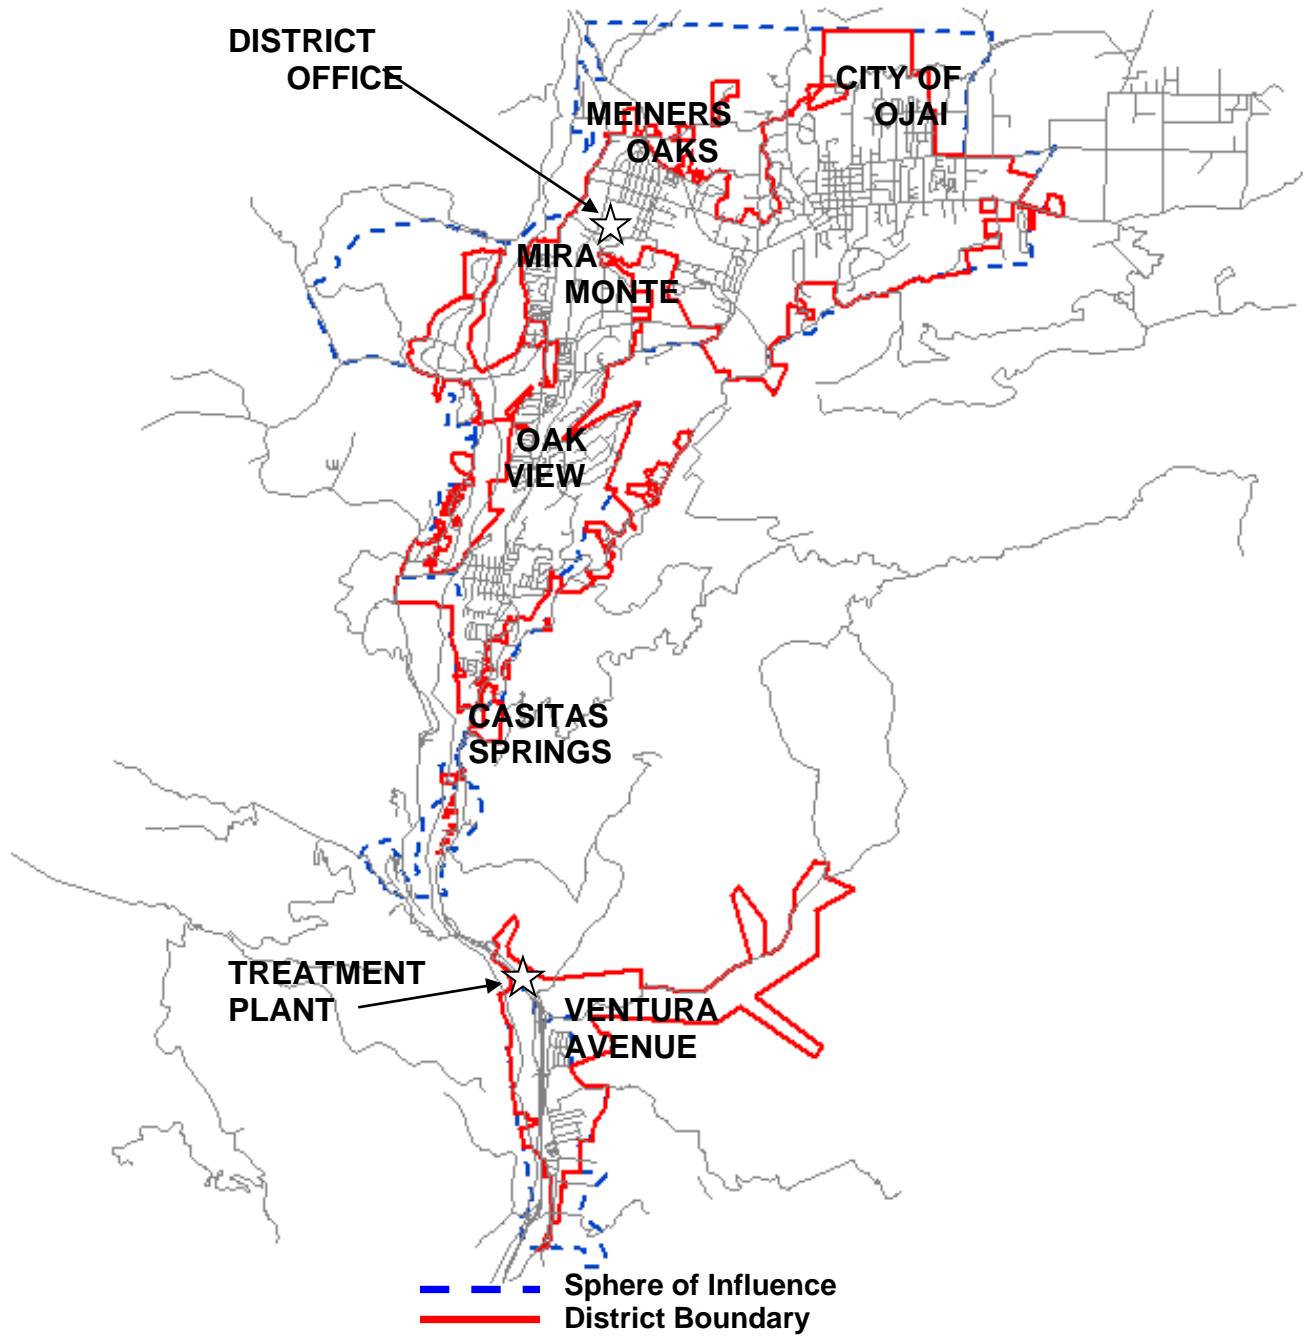 DISTRICT
OFFICE
CITY OF
OJAI
MEINERS
OAKS
MIRA
MONTE
OAK
VIEW
CASITAS
SPRINGS
TREATMENT
PLANT
VENTURA
AVENUE
Sphere of Influence
District Boundary